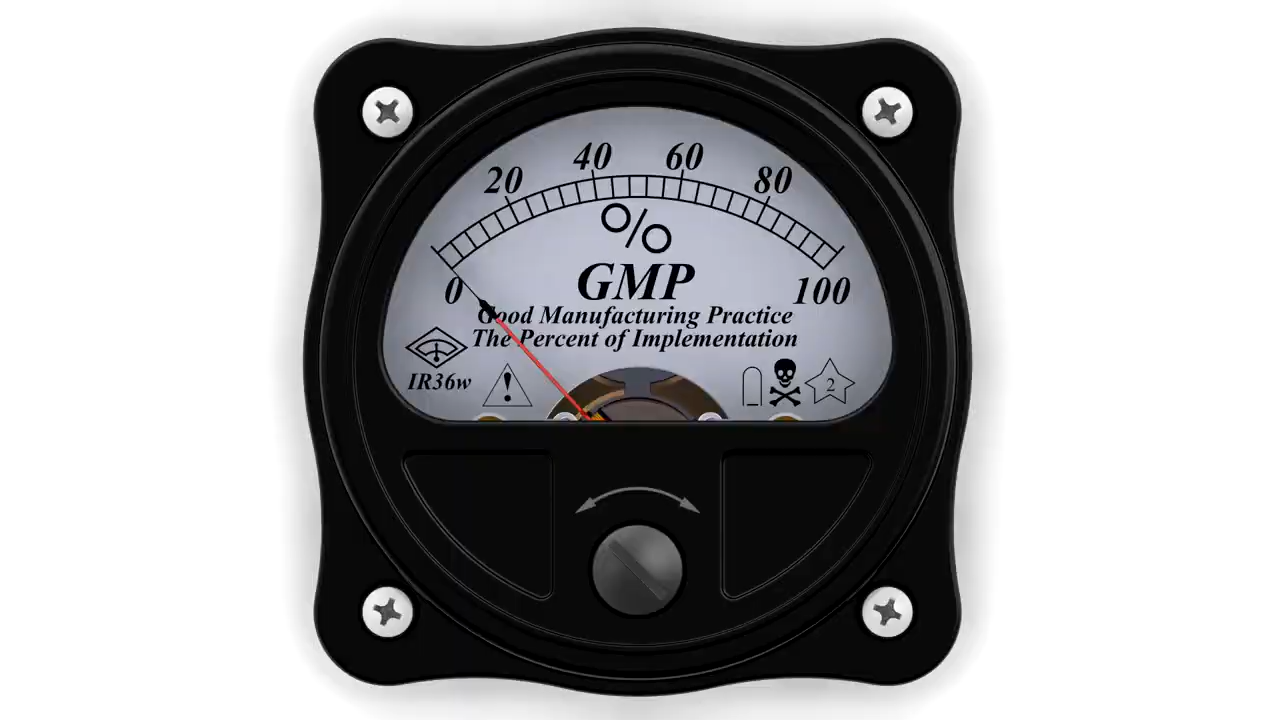 20 40 60 80
%
0 GMP 100
Good Manufacturing Practice
The Percent of Implementation
IR36w ! 2